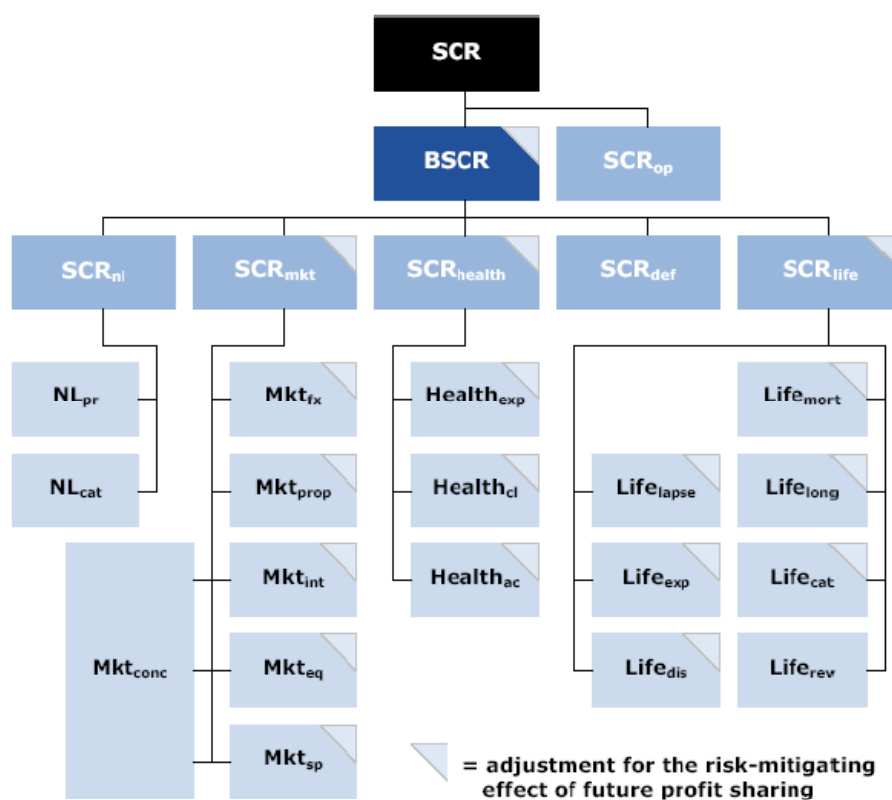 SCR
BSCR
SCRop
SCRnl
SCRmkt
SCRhealth
SCRdef
SCRlife
NLpr
Mktfx
Healthexp
Lifemort
NLcat
Mktprop
Healthcl
Lifelapse
Lifelong
Mktconc
Mktint
Healthac
Lifeexp
Lifecat
Mkteq
Lifedis
Liferev
Mktsp
= adjustment for the risk-mitigating
effect of future profit sharing